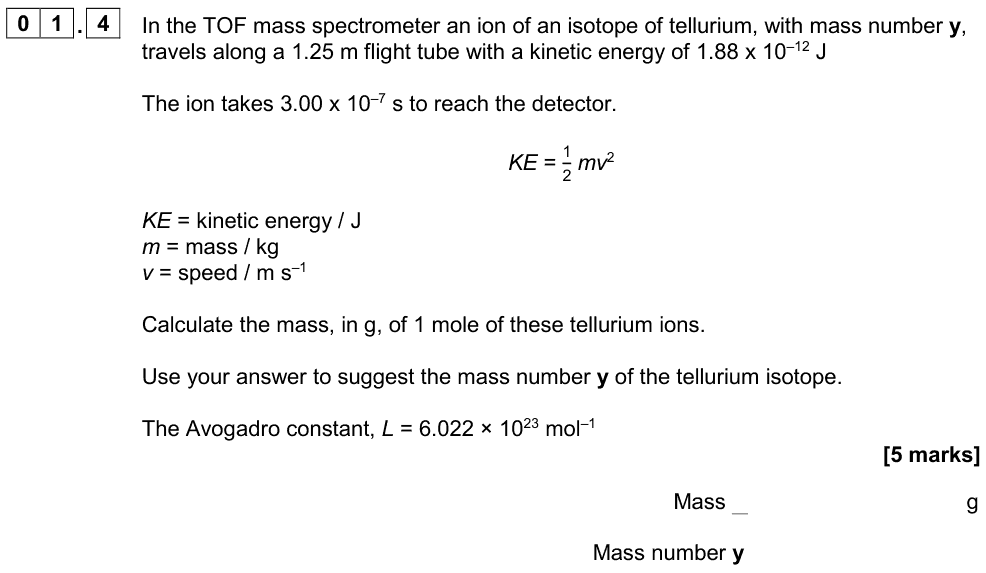 0 1 . 4 In the TOF mass spectrometer an ion of an isotope of tellurium, with mass number y,
travels along a 1.25 m flight tube with a kinetic energy of 1.88 x 10⁻¹² J
The ion takes 3.00 x 10⁻⁷ s to reach the detector.
KE = 1/2 mv²
KE = kinetic energy / J
m = mass / kg
v = speed / m s⁻¹
Calculate the mass, in g, of 1 mole of these tellurium ions.
Use your answer to suggest the mass number y of the tellurium isotope.
The Avogadro constant, L = 6.022 × 10²³ mol⁻¹
[5 marks]
Mass _ g
Mass number y